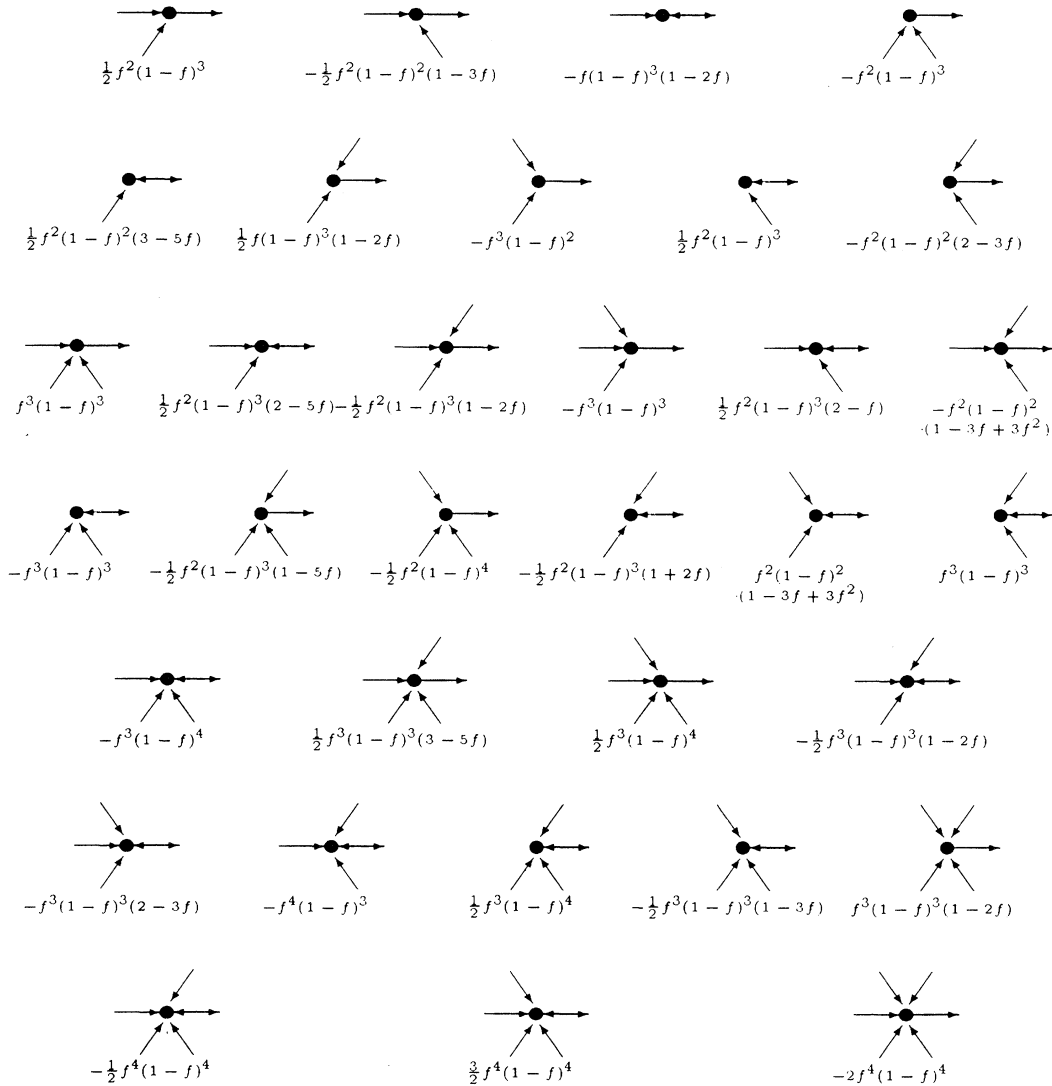 ½f²(1 − f)³
−½f²(1 − f)²(1 − 3f)
−f(1 − f)³(1 − 2f)
−f²(1 − f)³
½f²(1 − f)²(3 − 5f)
½f(1 − f)³(1 − 2f)
−f³(1 − f)²
½f²(1 − f)³
−f²(1 − f)²(2 − 3f)
f³(1 − f)³
½f²(1 − f)³(2 − 5f)
−½f²(1 − f)³(1 − 2f)
−f³(1 − f)³
½f²(1 − f)³(2 − f)
−f²(1 − f)²
·(1 − 3f + 3f²)
−f³(1 − f)³
−½f²(1 − f)³(1 − 5f)
−½f²(1 − f)⁴
−½f²(1 − f)³(1 + 2f)
f²(1 − f)²
·(1 − 3f + 3f²)
f³(1 − f)³
−f³(1 − f)⁴
½f³(1 − f)³(3 − 5f)
½f³(1 − f)⁴
−½f³(1 − f)³(1 − 2f)
−f³(1 − f)³(2 − 3f)
−f⁴(1 − f)³
½f³(1 − f)⁴
−½f³(1 − f)³(1 − 3f)
f³(1 − f)³(1 − 2f)
−½f⁴(1 − f)⁴
3/2f⁴(1 − f)⁴
−2f⁴(1 − f)⁴